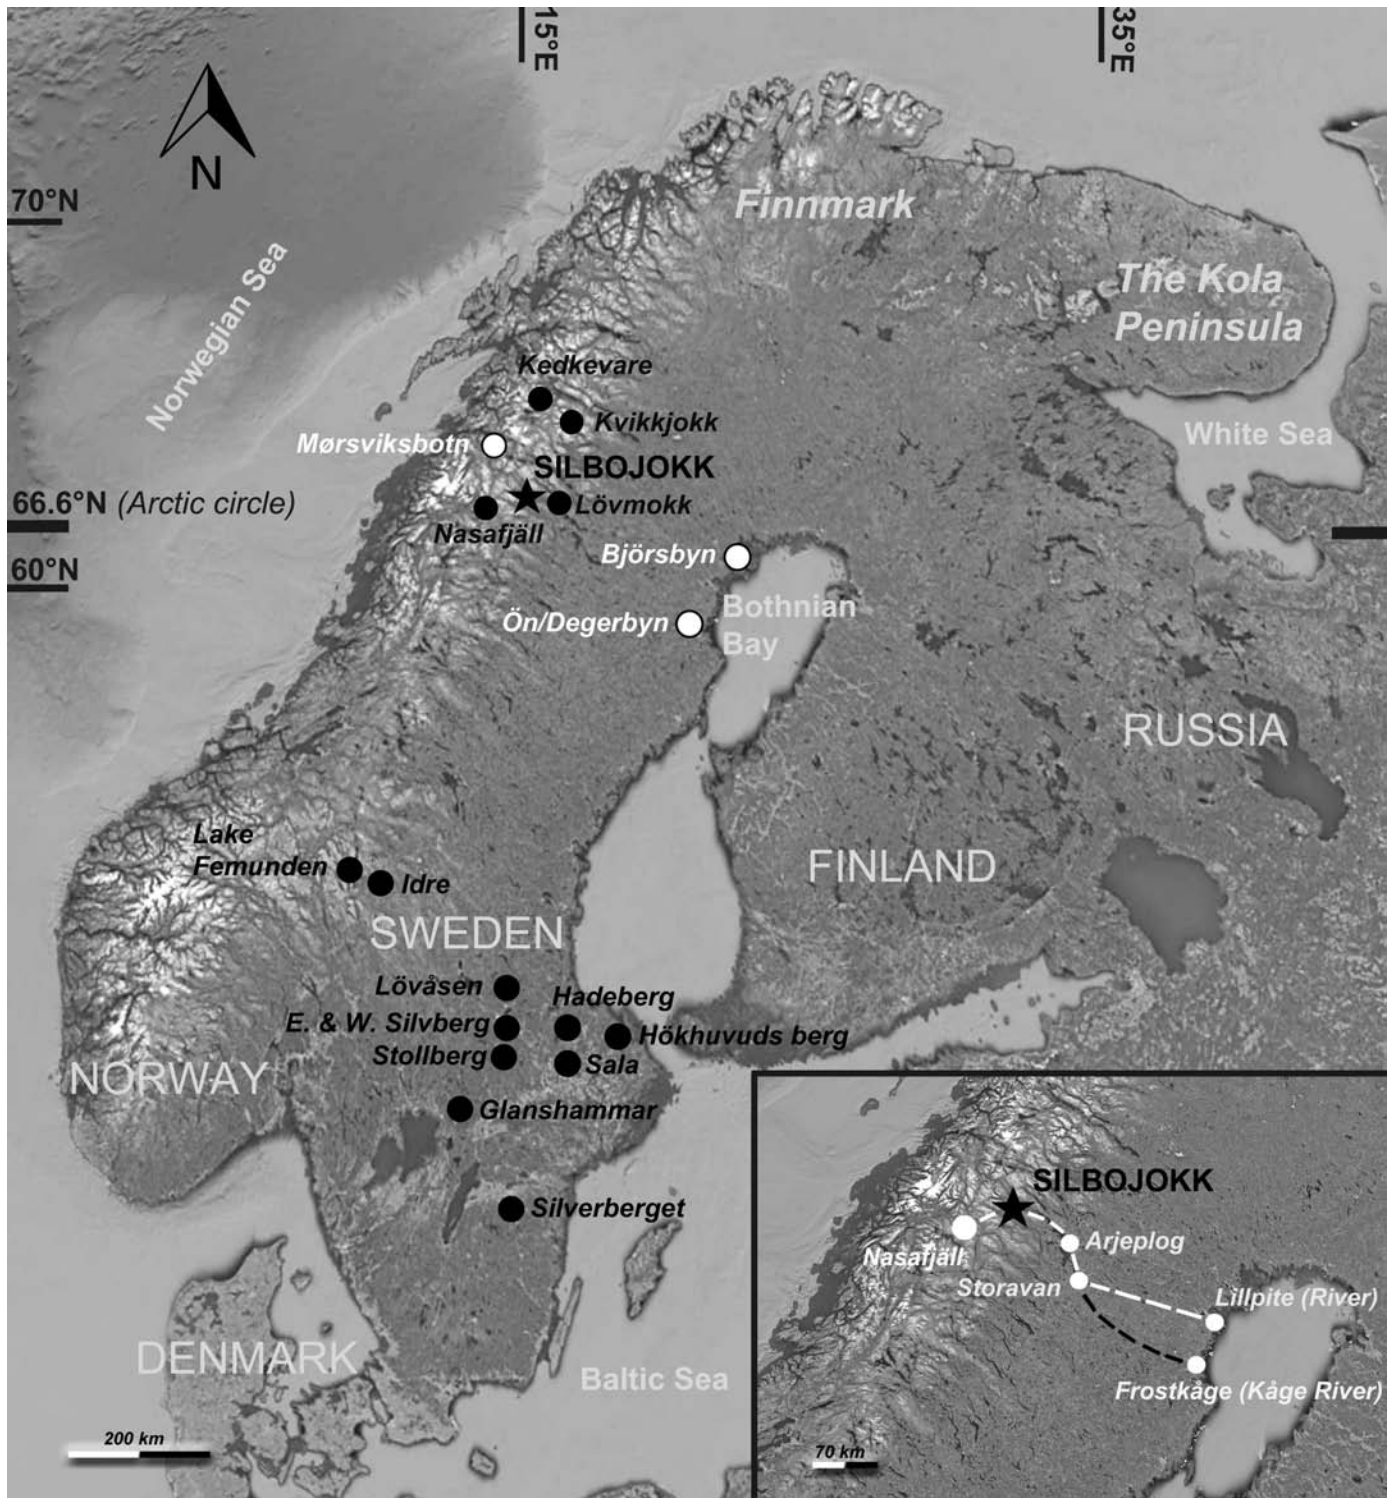 15°E
35°E
N
70°N
Finnmark
Norwegian Sea
The Kola
Peninsula
Kedkevare
Kvikkjokk
Mørsviksbotn
White Sea
SILBOJOKK
66.6°N (Arctic circle)
Lövmokk
Nasafjäll
Björsbyn
60°N
Bothnian
Bay
Ön/Degerbyn
RUSSIA
Lake
Femunden
Idre
FINLAND
SWEDEN
Lövåsen
Hadeberg
E. & W. Silvberg
Hökhuvuds berg
Stollberg
Sala
NORWAY
Glanshammar
Silverberget
DENMARK
Baltic Sea
200 km
SILBOJOKK
Nasafjäll
Arjeplog
Storavan
Lillpite (River)
Frostkåge (Kåge River)
70 km